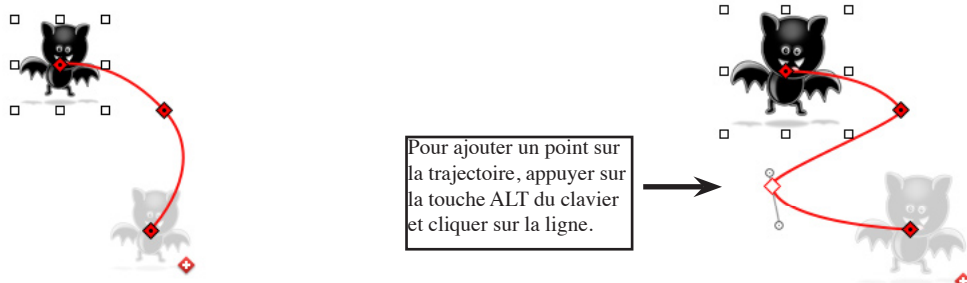 Pour ajouter un point sur
la trajectoire, appuyer sur
la touche ALT du clavier
et cliquer sur la ligne.